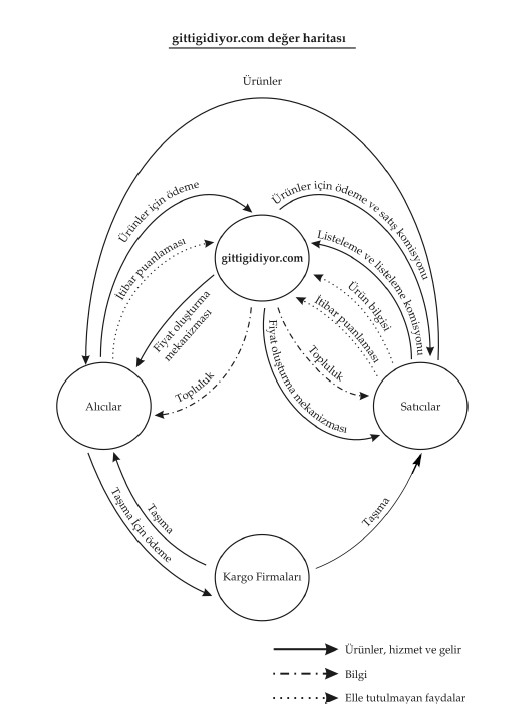 gittigidiyor.com değer haritası
Ürünler
Ürünler için ödeme
Ürünler için ödeme ve satış komisyonu
İtibar puanlaması
Listeleme ve listeleme komisyonu
gittigidiyor.com
Ürün bilgisi
İtibar puanlaması
Fiyat oluşturma
mekanizması
Fiyat oluşturma mekanizması
Topluluk
Topluluk
Alıcılar
Satıcılar
Taşıma İçin ödeme
Taşıma
Taşıma
Kargo Firmaları
Ürünler, hizmet ve gelir
Bilgi
Elle tutulmayan faydalar